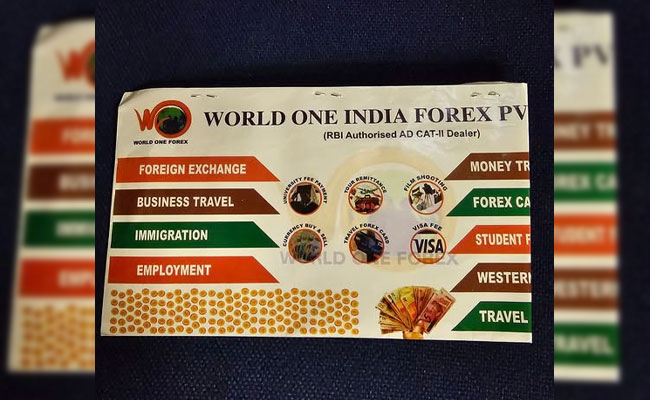 WO
WORLD ONE FOREX
WORLD ONE INDIA FOREX PV
(RBI Authorised AD CAT-II Dealer)
FOREIGN EXCHANGE
BUSINESS TRAVEL
IMMIGRATION
EMPLOYMENT
UNIVERSITY FEE PAYMENT
TOUR REMITTANCE
FILM SHOOTING
CURRENCY BUY & SELL
TRAVEL FOREX CARD
VISA FEE
VISA
WORLD ONE FOREX
MONEY TR
FOREX CA
STUDENT F
WESTERN
TRAVEL